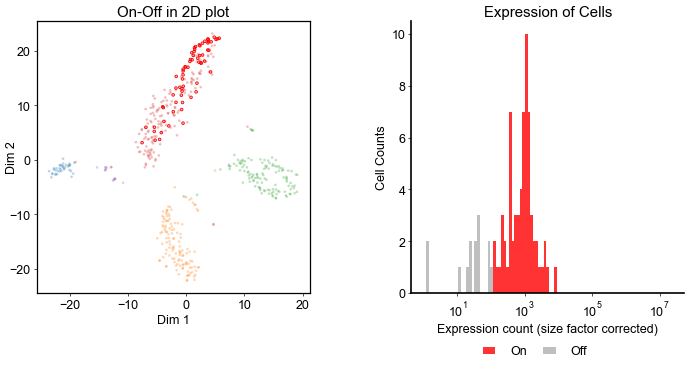 On-Off in 2D plot
20
10
0
−10
−20
Dim 2
−20 −10 0 10 20
Dim 1
Expression of Cells
10
8
6
4
2
0
Cell Counts
10^1 10^3 10^5 10^7
Expression count (size factor corrected)
On Off